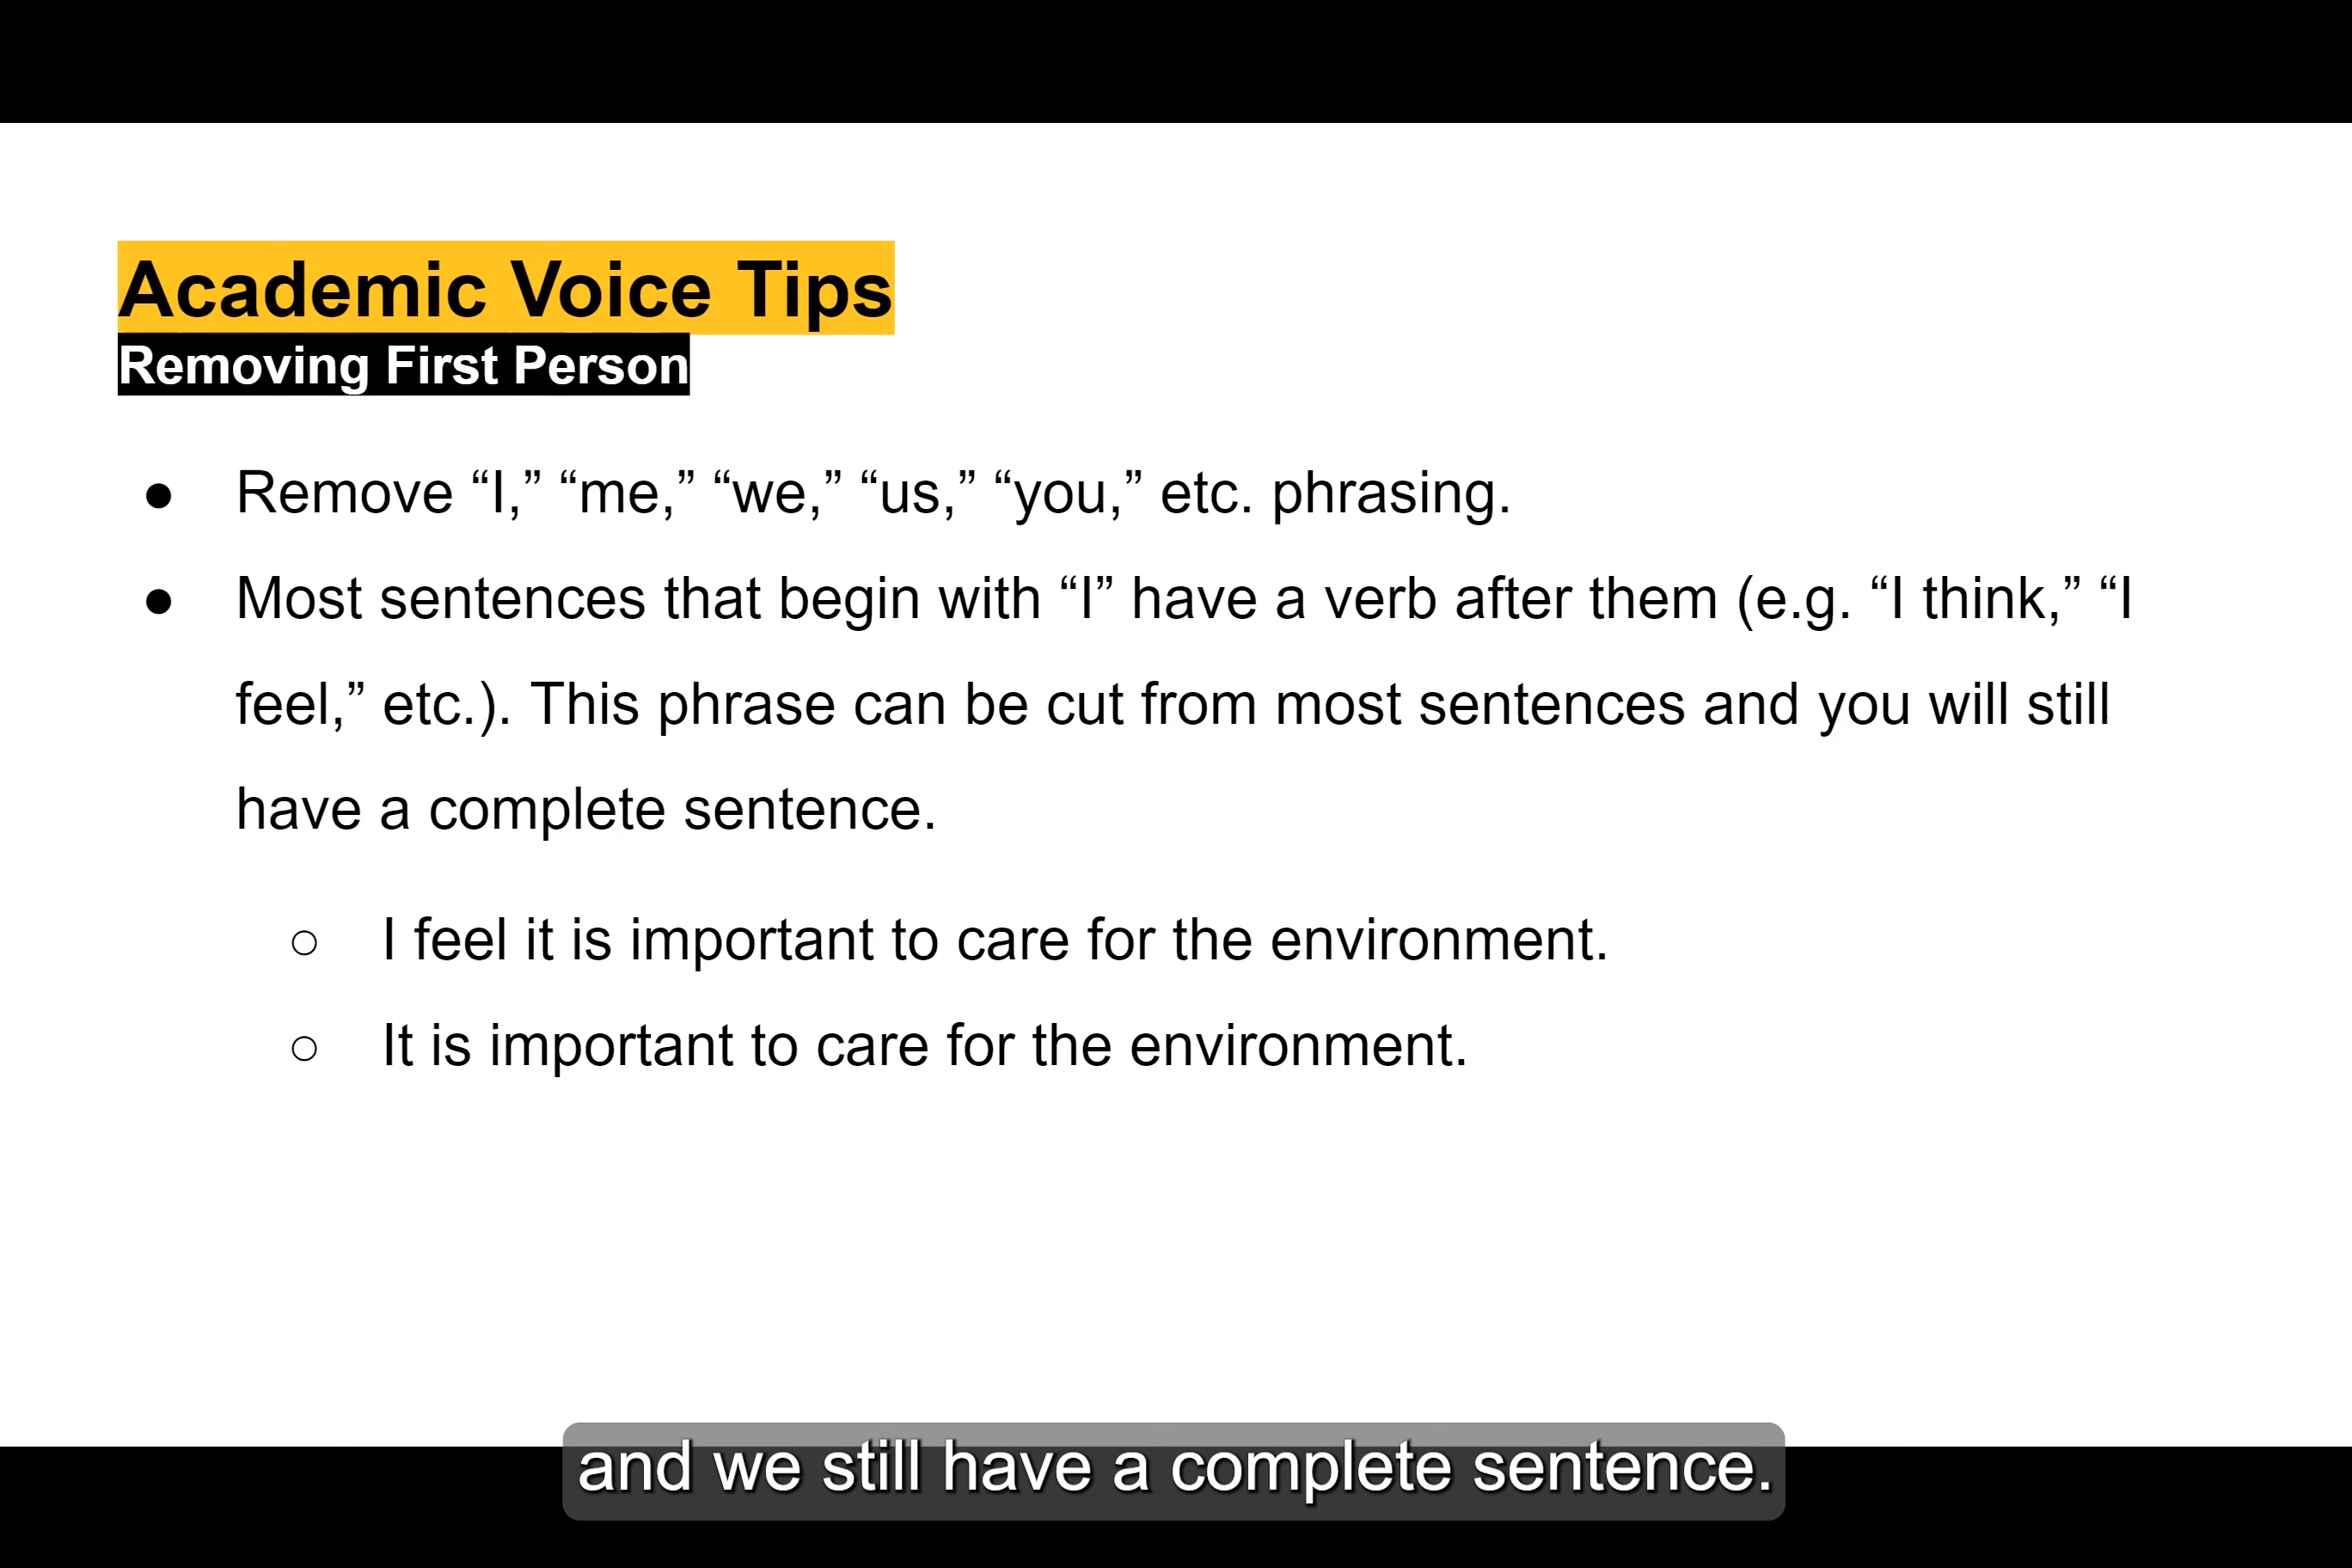 Academic Voice Tips
Removing First Person
● Remove “I,” “me,” “we,” “us,” “you,” etc. phrasing.
● Most sentences that begin with “I” have a verb after them (e.g. “I think,” “I
feel,” etc.). This phrase can be cut from most sentences and you will still
have a complete sentence.
○ I feel it is important to care for the environment.
○ It is important to care for the environment.
and we still have a complete sentence.